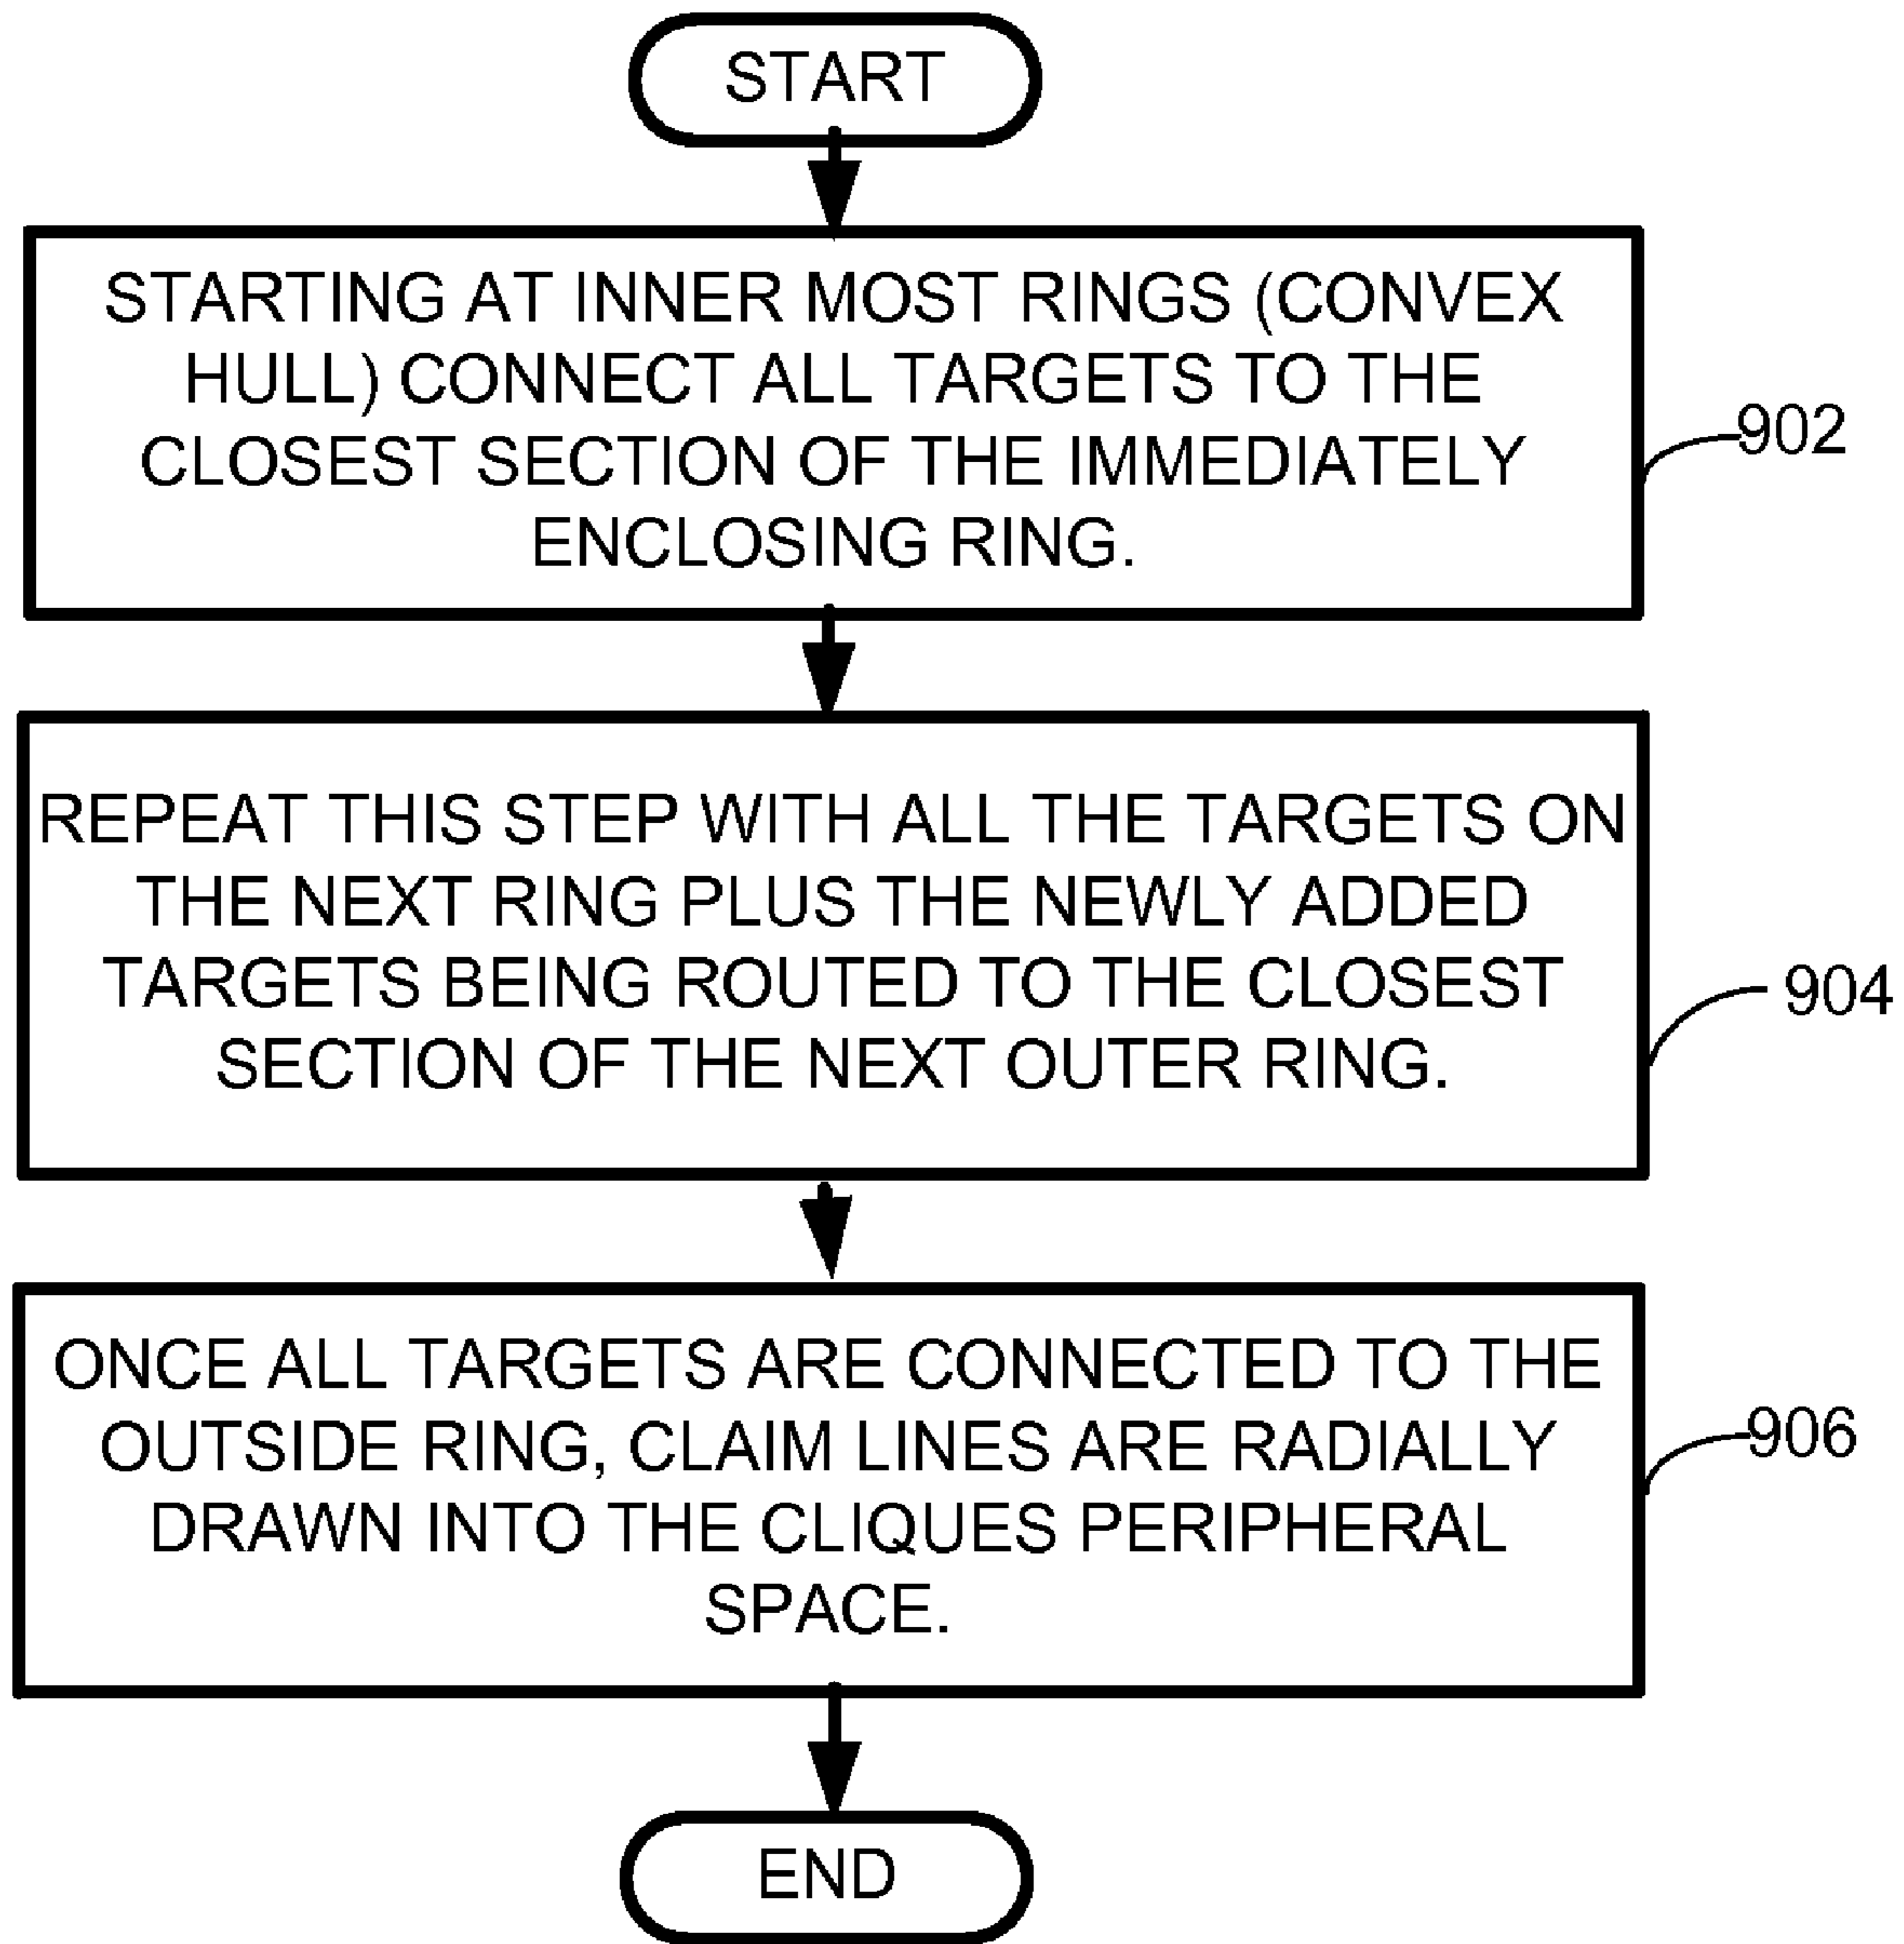 START
STARTING AT INNER MOST RINGS (CONVEX
HULL) CONNECT ALL TARGETS TO THE
CLOSEST SECTION OF THE IMMEDIATELY
ENCLOSING RING.
902
REPEAT THIS STEP WITH ALL THE TARGETS ON
THE NEXT RING PLUS THE NEWLY ADDED
TARGETS BEING ROUTED TO THE CLOSEST
SECTION OF THE NEXT OUTER RING.
904
ONCE ALL TARGETS ARE CONNECTED TO THE
OUTSIDE RING, CLAIM LINES ARE RADIALLY
DRAWN INTO THE CLIQUES PERIPHERAL
SPACE.
906
END